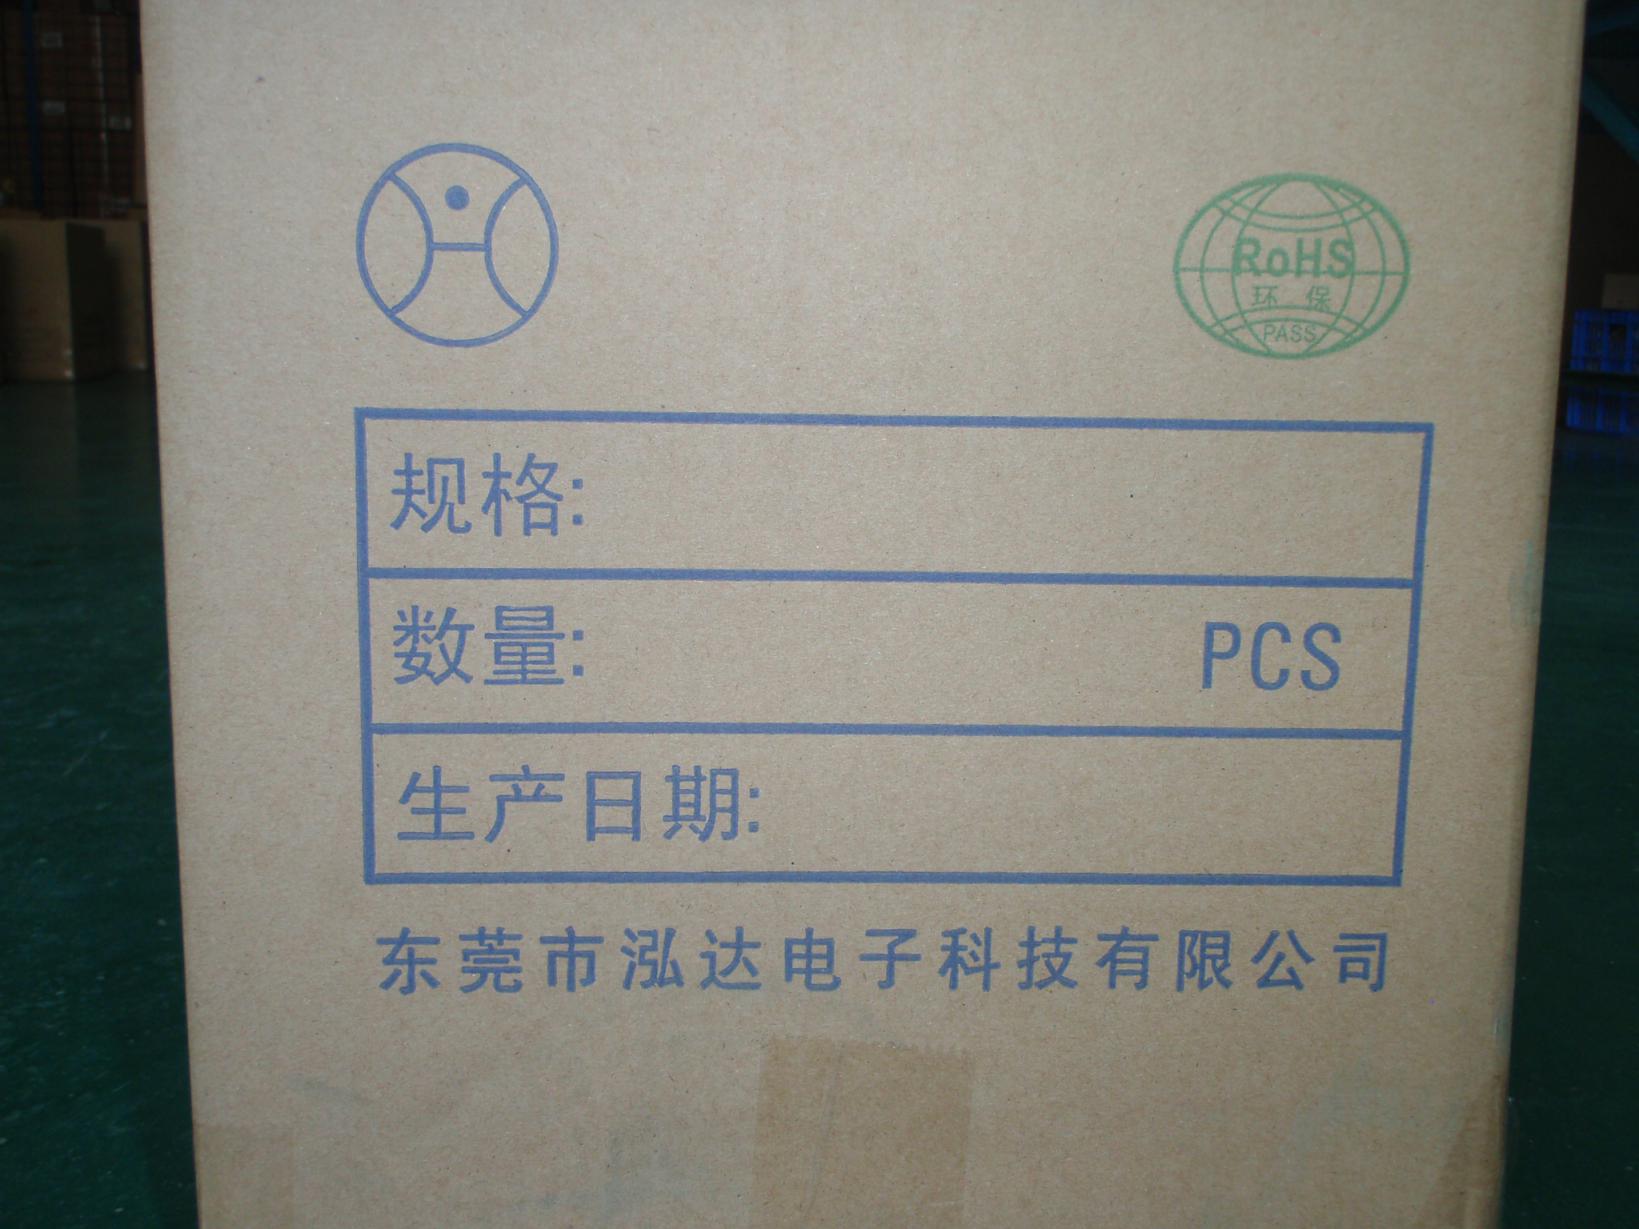 RoHS
环 保
PASS
规格:
数量: PCS
生产日期:
东莞市泓达电子科技有限公司